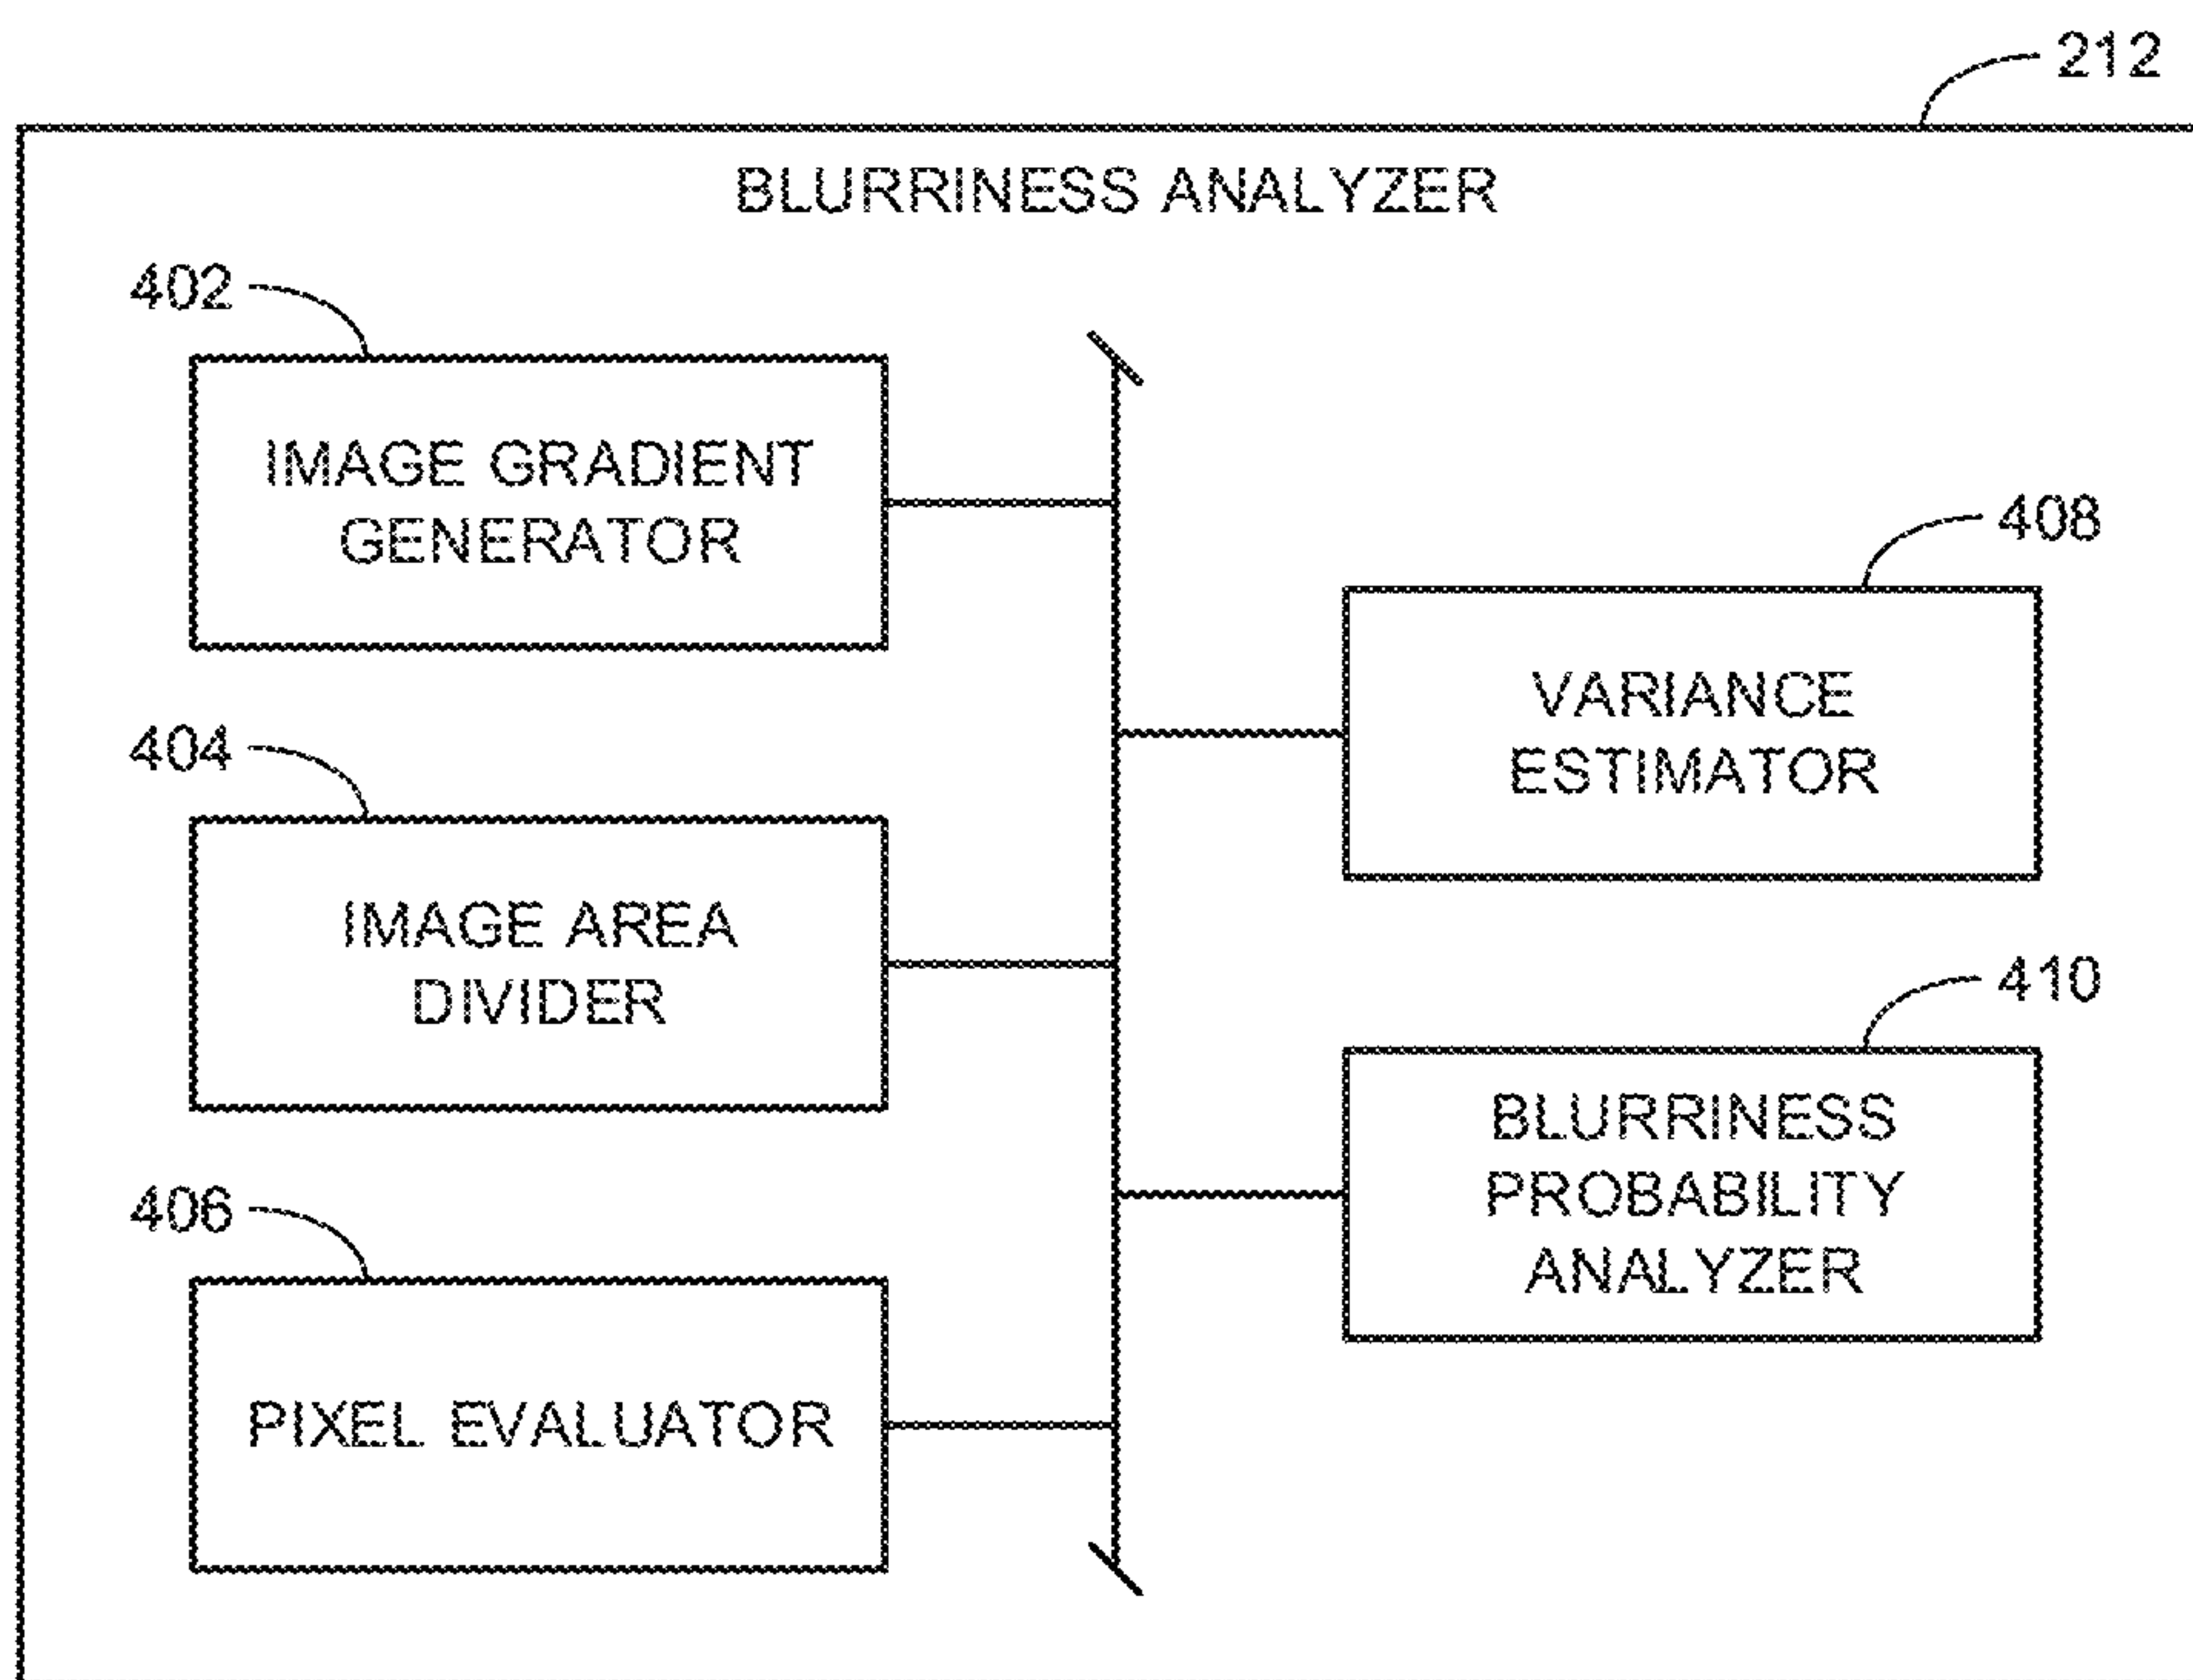 212
BLURRINESS ANALYZER
402
IMAGE GRADIENT
GENERATOR
404
IMAGE AREA
DIVIDER
406
PIXEL EVALUATOR
408
VARIANCE
ESTIMATOR
410
BLURRINESS
PROBABILITY
ANALYZER